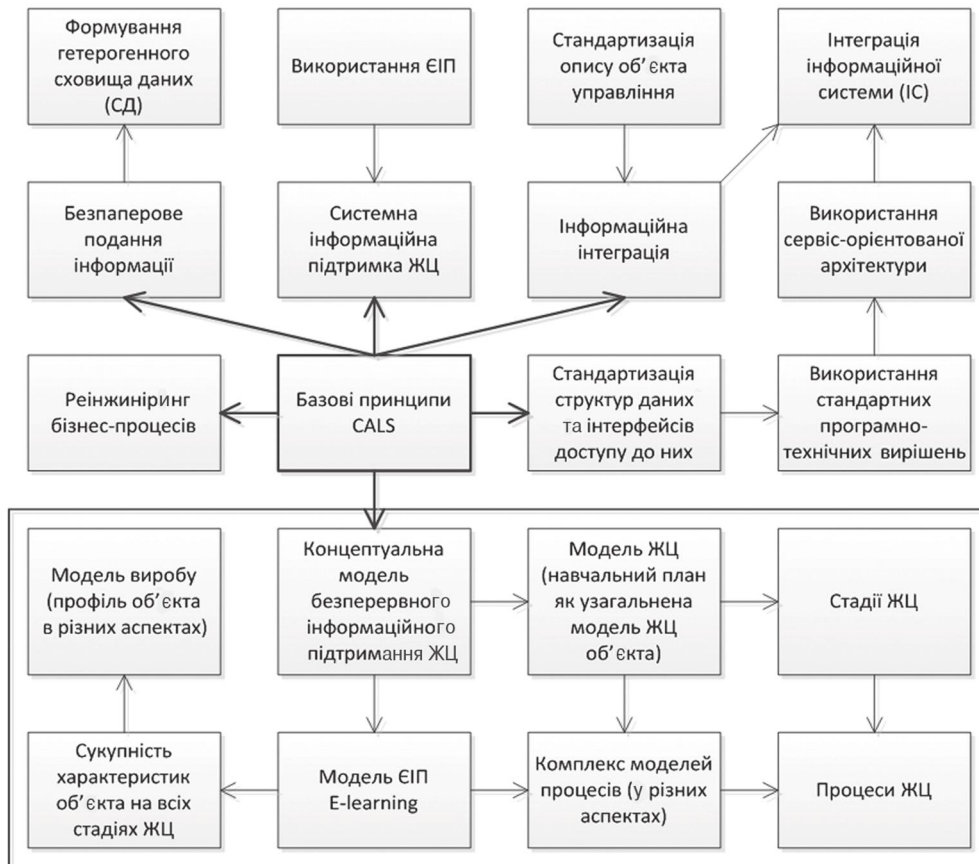 Формування
гетерогенного
сховища даних
(СД)
Використання ЄІП
Стандартизація
опису об’єкта
управління
Інтеграція
інформаційної
системи (ІС)
Безпаперове
подання
інформації
Системна
інформаційна
підтримка ЖЦ
Інформаційна
інтеграція
Використання
сервіс-орієнтованої
архітектури
Реінжиніринг
бізнес-процесів
Базові принципи
CALS
Стандартизація
структур даних
та інтерфейсів
доступу до них
Використання
стандартних
програмно-
технічних вирішень
Модель виробу
(профіль об’єкта
в різних аспектах)
Концептуальна
модель
безперервного
інформаційного
підтримання ЖЦ
Модель ЖЦ
(навчальний план
як узагальнена
модель ЖЦ
об’єкта)
Стадії ЖЦ
Сукупність
характеристик
об’єкта на всіх
стадіях ЖЦ
Модель ЄІП
E-learning
Комплекс моделей
процесів (у різних
аспектах)
Процеси ЖЦ